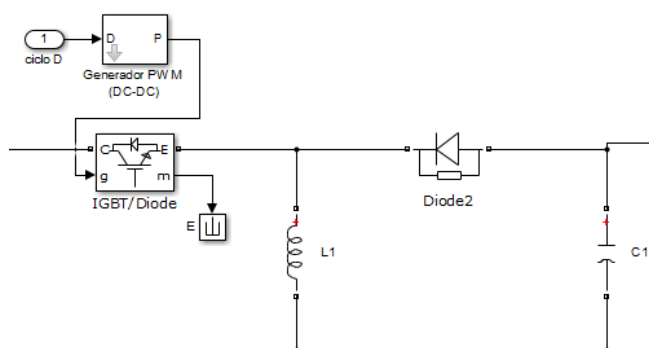 1
ciclo D
D
P
Generador PWM
(DC-DC)
C
E
g
m
IGBT/Diode
E
Diode2
+
L1
+
C1